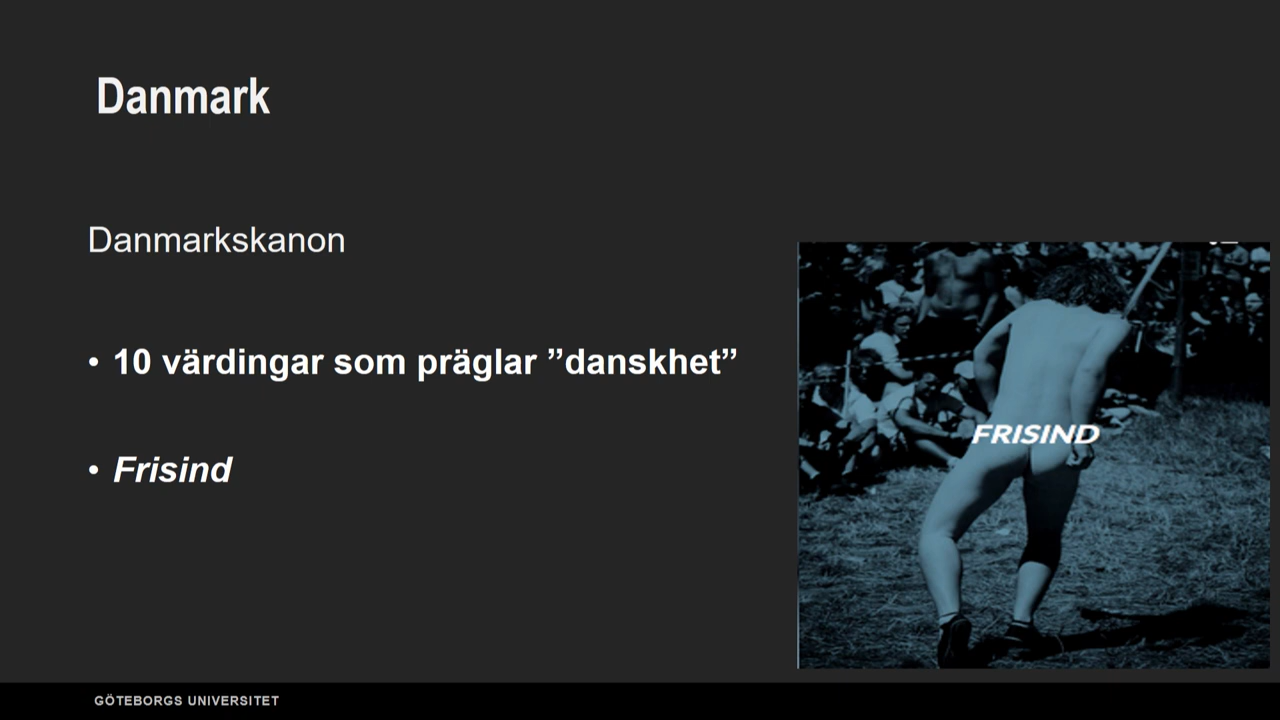 Danmark
Danmarkskanon
• 10 värdingar som präglar ”danskhet”
• Frisind
FRISIND
GÖTEBORGS UNIVERSITET